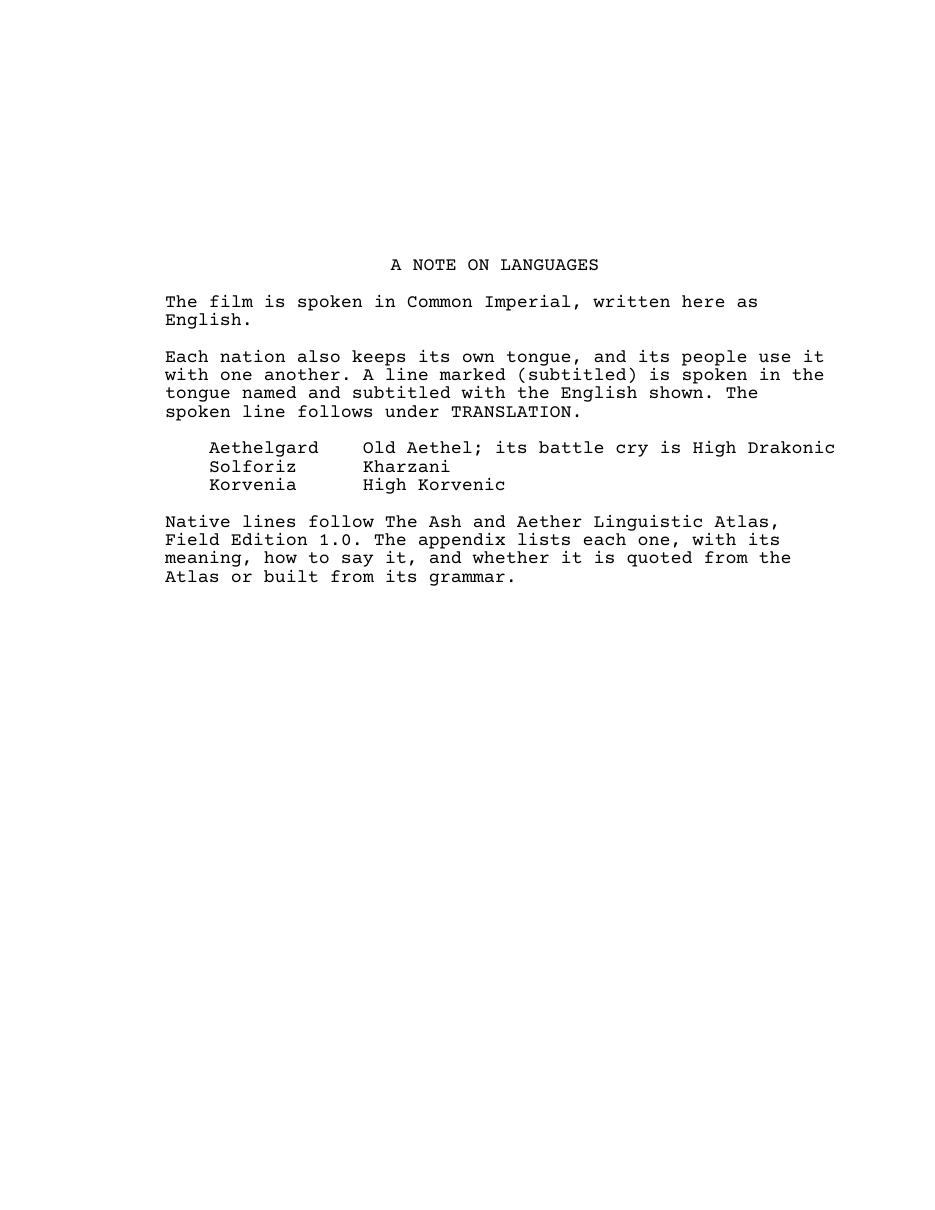 A NOTE ON LANGUAGES
The film is spoken in Common Imperial, written here as
English.
Each nation also keeps its own tongue, and its people use it
with one another. A line marked (subtitled) is spoken in the
tongue named and subtitled with the English shown. The
spoken line follows under TRANSLATION.
Aethelgard    Old Aethel; its battle cry is High Drakonic
Solforiz      Kharzani
Korvenia      High Korvenic
Native lines follow The Ash and Aether Linguistic Atlas,
Field Edition 1.0. The appendix lists each one, with its
meaning, how to say it, and whether it is quoted from the
Atlas or built from its grammar.